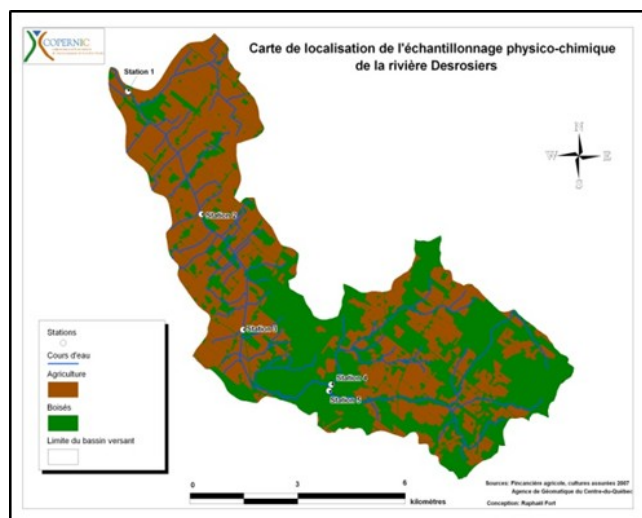 COPERNIC
Carte de localisation de l'échantillonnage physico-chimique
de la rivière Desrosiers
Station 1
N
W
E
S
Station 2
Station 3
Station 4
Station 5
Stations
Cours d'eau
Agriculture
Boisés
Limite du bassin versant
0
3
6
kilomètres
Sources: Financière agricole, cultures assurées 2007
Agence de Géomatique du Centre-du-Québec
Conception: Raphaël Fort